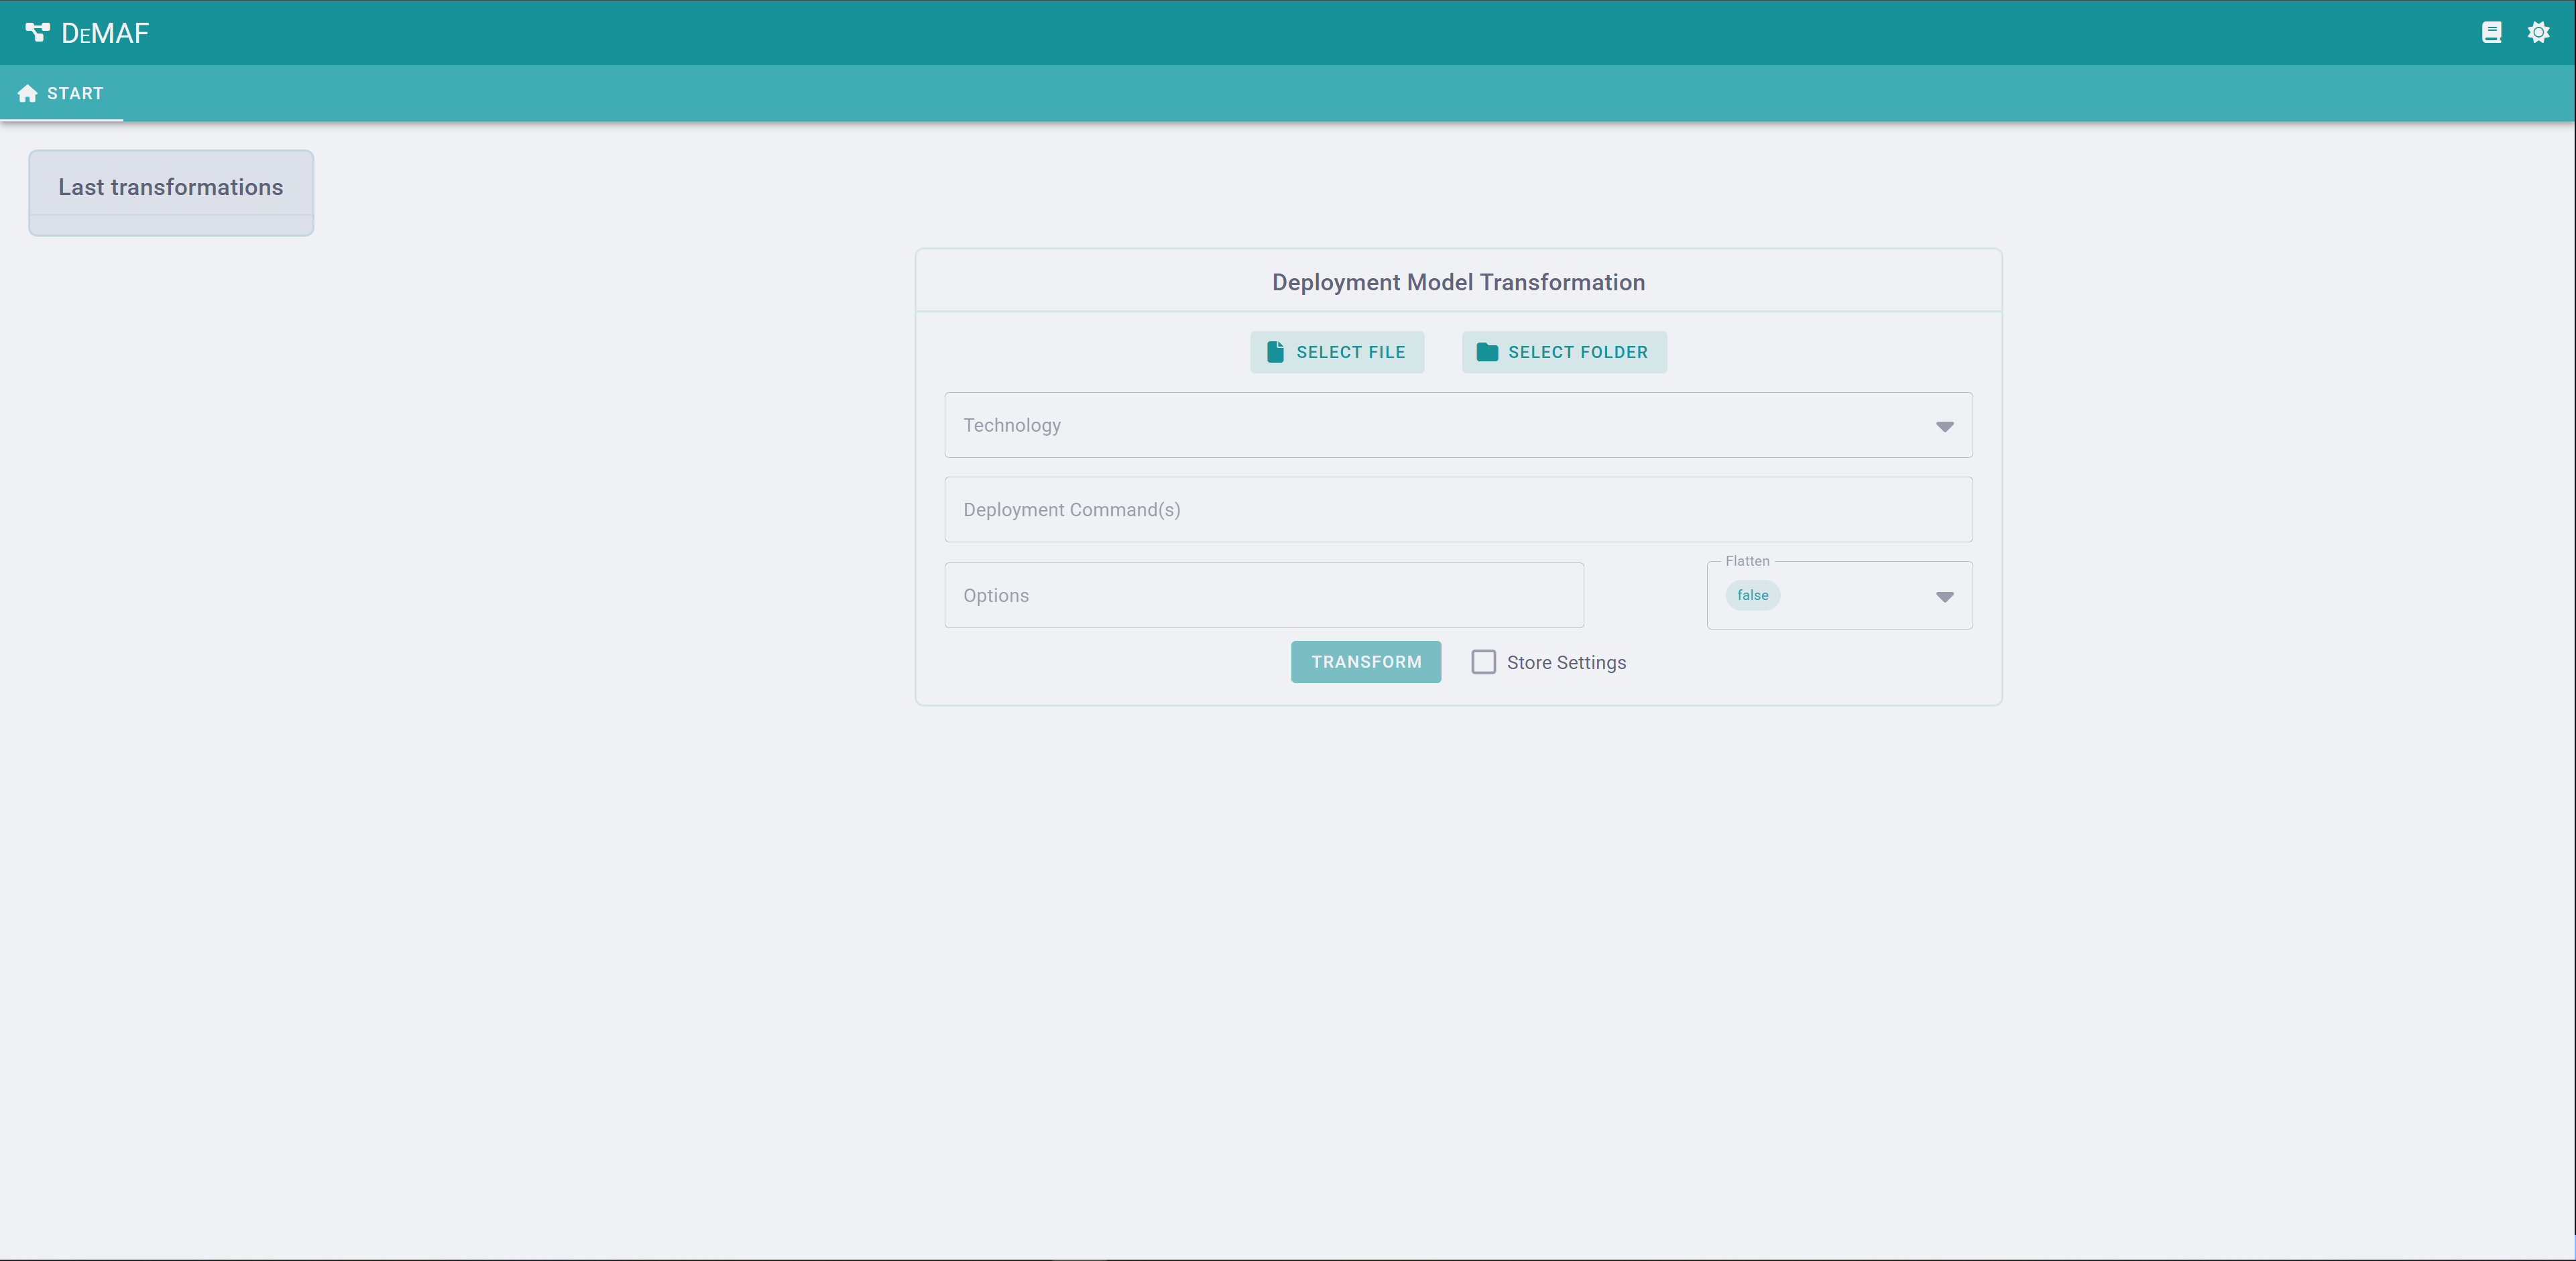 DeMAF
START
Last transformations
Deployment Model Transformation
SELECT FILE SELECT FOLDER
Technology
Deployment Command(s)
Flatten
Options false
TRANSFORM Store Settings